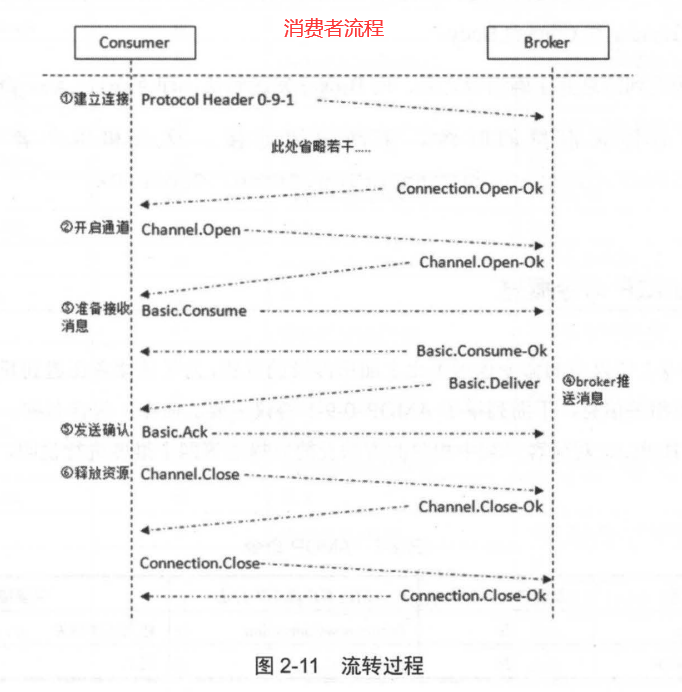 消费者流程
Consumer
Broker
①建立连接 Protocol Header 0-9-1
此处省略若干.....
Connection.Open-Ok
②开启通道 Channel.Open
Channel.Open-Ok
③准备接收 Basic.Consume
消息
Basic.Consume-Ok
Basic.Deliver
④broker推
送消息
⑤发送确认 Basic.Ack
⑥释放资源 Channel.Close
Channel.Close-Ok
Connection.Close
Connection.Close-Ok
图 2-11 流转过程